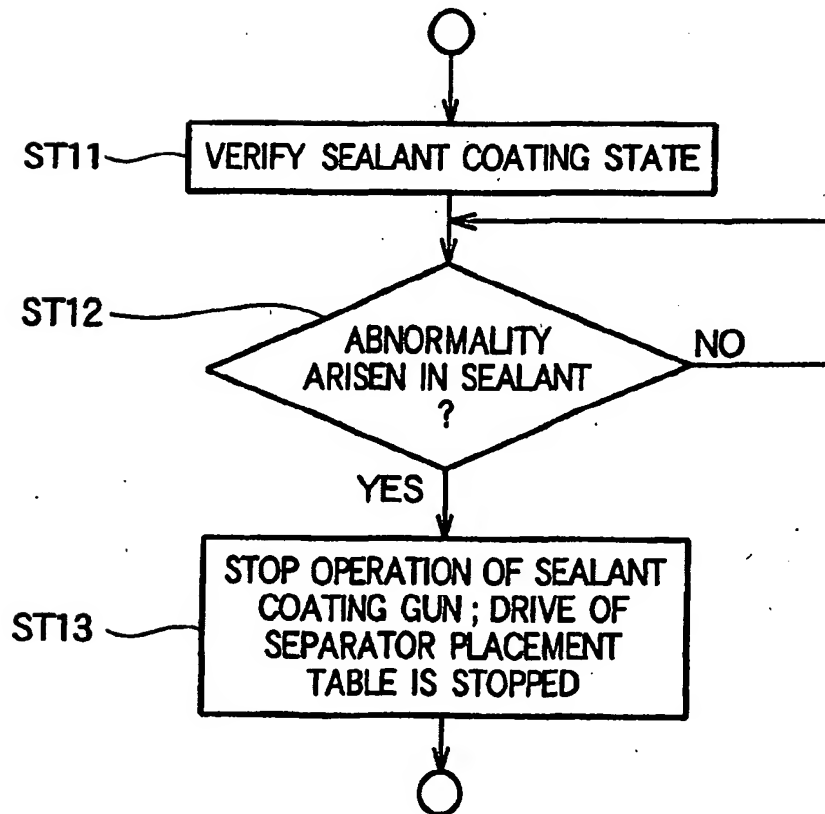 ST11
VERIFY SEALANT COATING STATE
ST12
ABNORMALITY
ARISEN IN SEALANT
?
NO
YES
ST13
STOP OPERATION OF SEALANT
COATING GUN ; DRIVE OF
SEPARATOR PLACEMENT
TABLE IS STOPPED